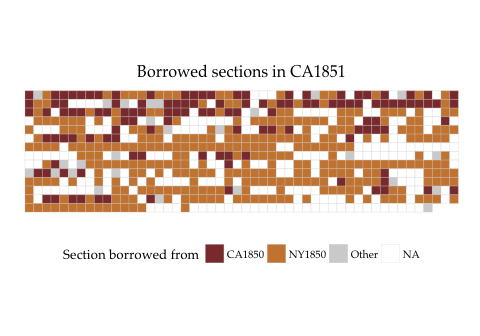 Borrowed sections in CA1851
Section borrowed from CA1850 NY1850 Other NA